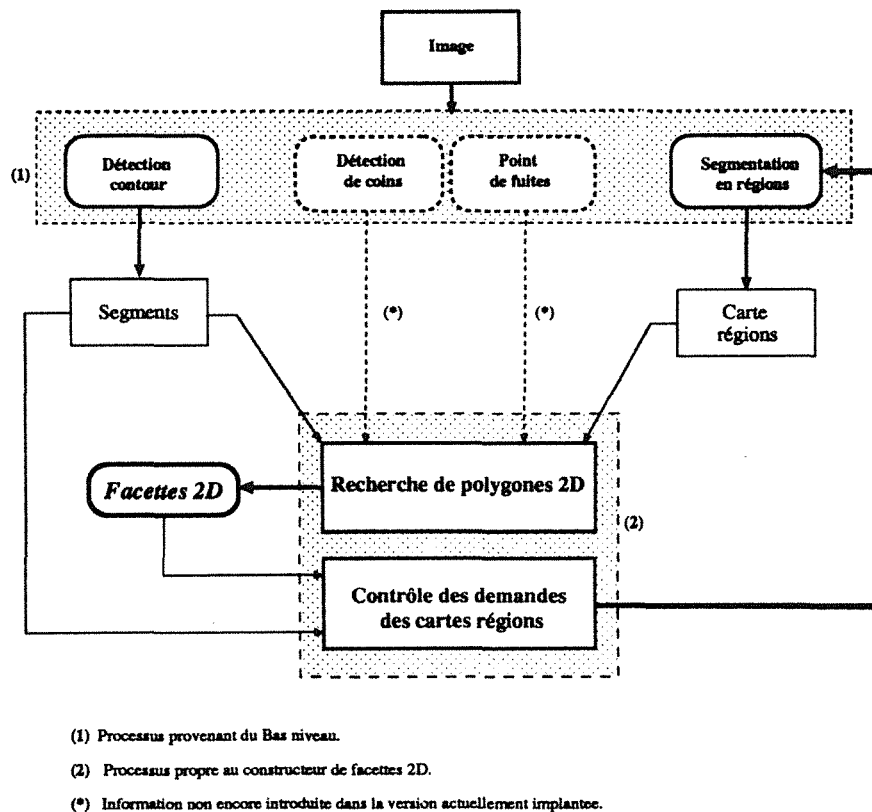 Image
(1)
Détection
contour
Détection
de coins
Point
de fuites
Segmentation
en régions
Segments
(*)
(*)
Carte
régions
Facettes 2D
Recherche de polygones 2D
(2)
Contrôle des demandes
des cartes régions
(1) Processus provenant du Bas niveau.
(2) Processus propre au constructeur de facettes 2D.
(*) Information non encore introduite dans la version actuellement implantee.